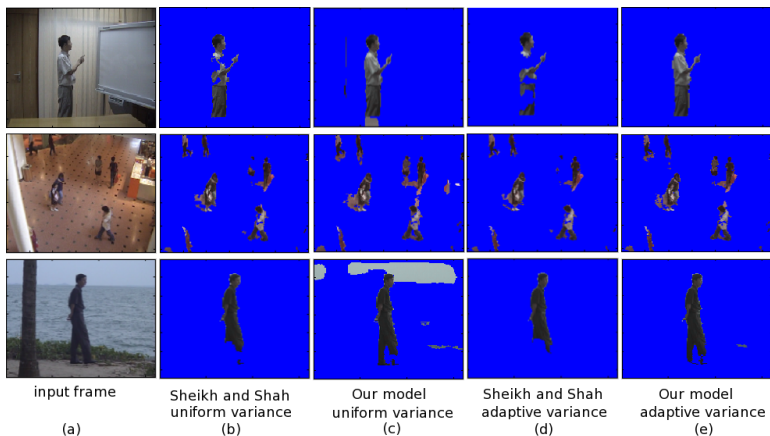 input frame
Sheikh and Shah
uniform variance
Our model
uniform variance
Sheikh and Shah
adaptive variance
Our model
adaptive variance
(a)
(b)
(c)
(d)
(e)